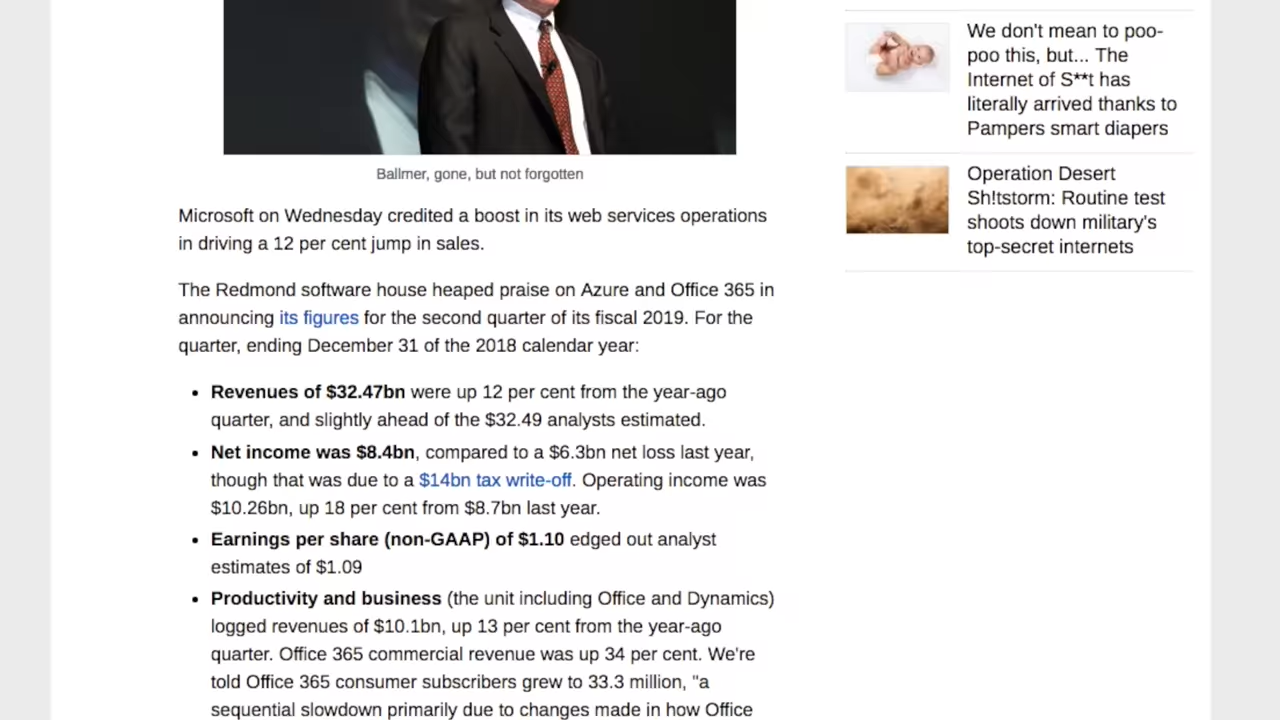 Ballmer, gone, but not forgotten
Microsoft on Wednesday credited a boost in its web services operations
in driving a 12 per cent jump in sales.
The Redmond software house heaped praise on Azure and Office 365 in
announcing its figures for the second quarter of its fiscal 2019. For the
quarter, ending December 31 of the 2018 calendar year:
• Revenues of $32.47bn were up 12 per cent from the year-ago
quarter, and slightly ahead of the $32.49 analysts estimated.
• Net income was $8.4bn, compared to a $6.3bn net loss last year,
though that was due to a $14bn tax write-off. Operating income was
$10.26bn, up 18 per cent from $8.7bn last year.
• Earnings per share (non-GAAP) of $1.10 edged out analyst
estimates of $1.09
• Productivity and business (the unit including Office and Dynamics)
logged revenues of $10.1bn, up 13 per cent from the year-ago
quarter. Office 365 commercial revenue was up 34 per cent. We're
told Office 365 consumer subscribers grew to 33.3 million, "a
sequential slowdown primarily due to changes made in how Office
We don't mean to poo-
poo this, but... The
Internet of S**t has
literally arrived thanks to
Pampers smart diapers
Operation Desert
Sh!tstorm: Routine test
shoots down military's
top-secret internets